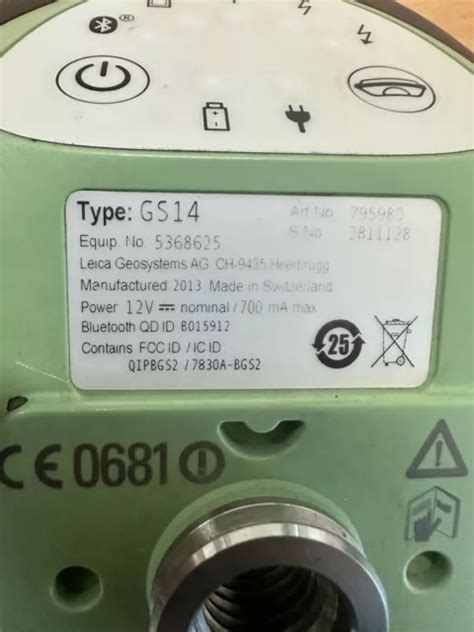 Type: GS14
Art.No. 795980
Equip. No. 5368625
S.No. 2811128
Leica Geosystems AG CH-9435 Heerbrugg
Manufactured 2013 Made in Switzerland
Power 12V nominal / 700 mA max
Bluetooth QD ID B015912
Contains FCC ID / IC ID
QIPBGS2 / 7830A-BGS2
25
CE0681